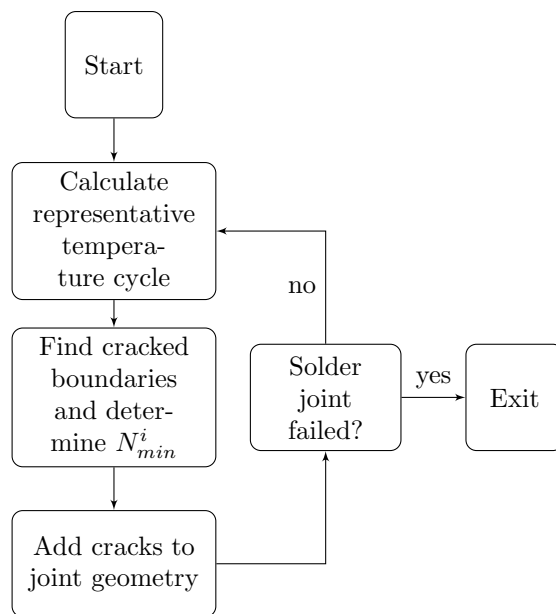 Start
Calculate
representative
tempera-
ture cycle
Find cracked
boundaries
and deter-
mine $N^{i}_{min}$
Add cracks to
joint geometry
no
Solder
joint
failed?
yes
Exit